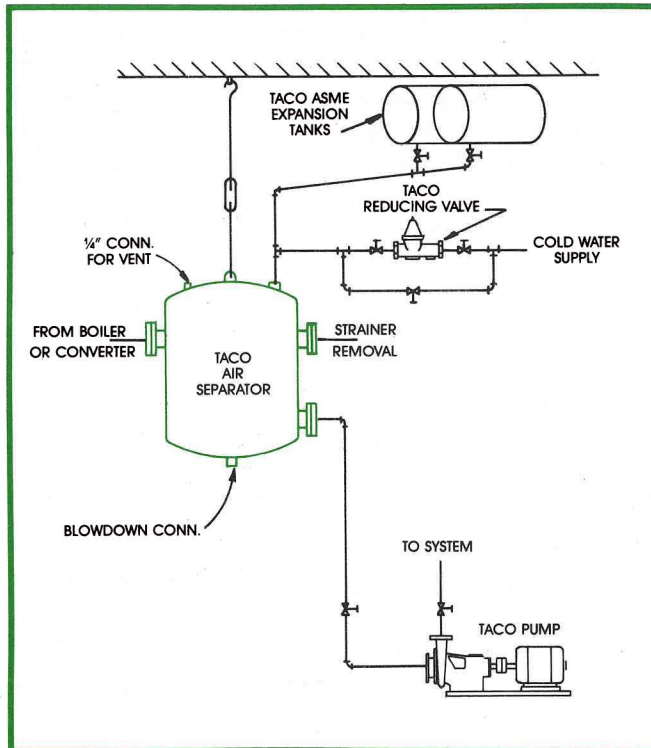 TACO ASME
EXPANSION
TANKS
TACO
REDUCING VALVE
¼" CONN.
FOR VENT
COLD WATER
SUPPLY
FROM BOILER
OR CONVERTER
STRAINER
REMOVAL
TACO
AIR
SEPARATOR
BLOWDOWN CONN.
TO SYSTEM
TACO PUMP